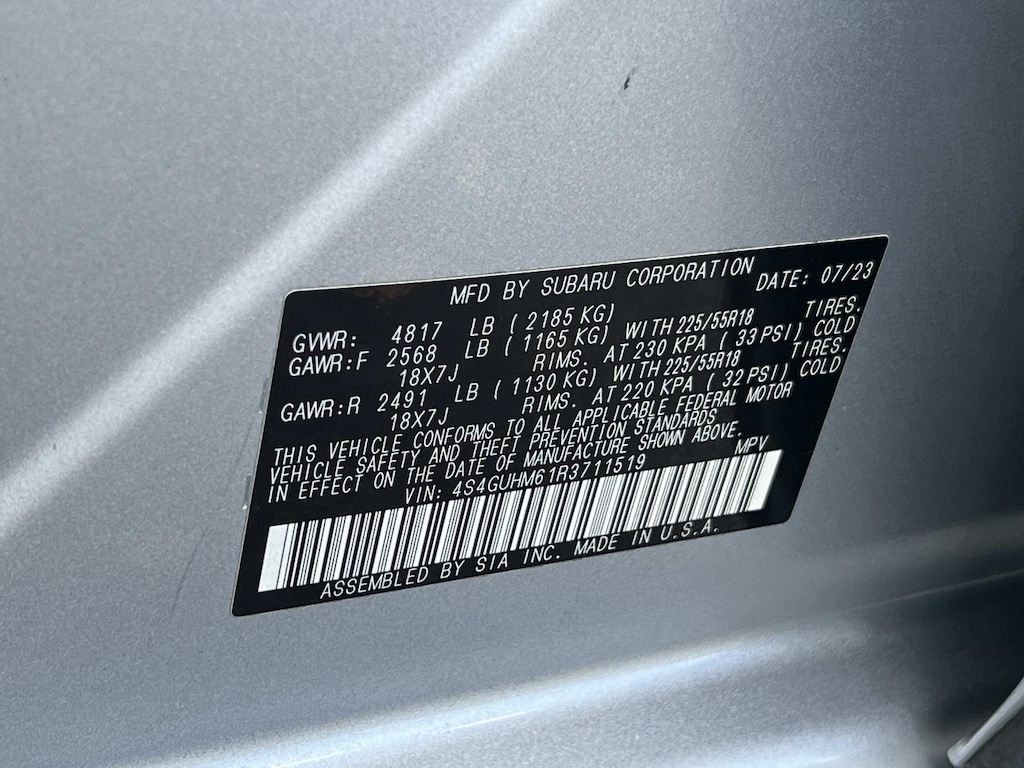 MFD BY SUBARU CORPORATION DATE: 07/23
GVWR: 4817 LB ( 2185 KG)
GAWR:F 2568 LB ( 1165 KG) WITH 225/55R18 TIRES.
18X7J RIMS. AT 230 KPA ( 33 PSI) COLD
GAWR:R 2491 LB ( 1130 KG) WITH 225/55R18 TIRES.
18X7J RIMS. AT 220 KPA ( 32 PSI) COLD
THIS VEHICLE CONFORMS TO ALL APPLICABLE FEDERAL MOTOR
VEHICLE SAFETY AND THEFT PREVENTION STANDARDS
IN EFFECT ON THE DATE OF MANUFACTURE SHOWN ABOVE.
VIN: 4S4GUHM61R3711519 MPV
ASSEMBLED BY SIA INC. MADE IN U.S.A.